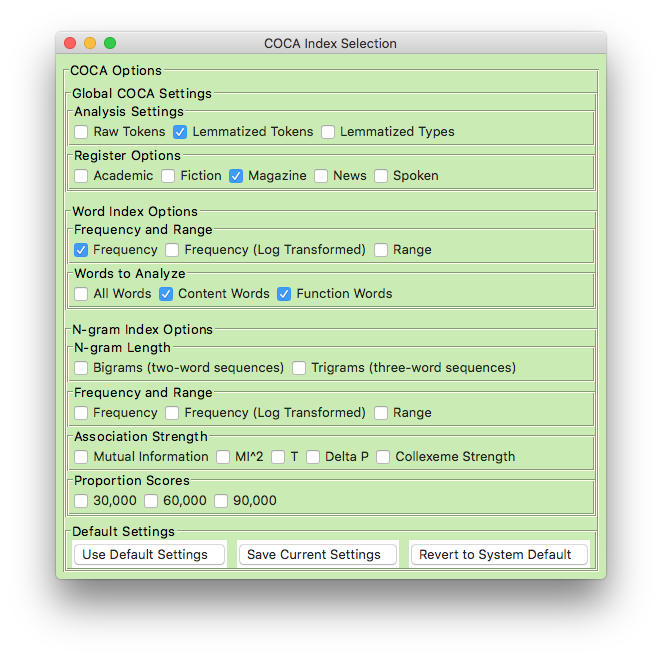 COCA Index Selection
COCA Options
Global COCA Settings
Analysis Settings
Raw Tokens Lemmatized Tokens Lemmatized Types
Register Options
Academic Fiction Magazine News Spoken
Word Index Options
Frequency and Range
Frequency Frequency (Log Transformed) Range
Words to Analyze
All Words Content Words Function Words
N-gram Index Options
N-gram Length
Bigrams (two-word sequences) Trigrams (three-word sequences)
Frequency and Range
Frequency Frequency (Log Transformed) Range
Association Strength
Mutual Information MI^2 T Delta P Collexeme Strength
Proportion Scores
30,000 60,000 90,000
Default Settings
Use Default Settings Save Current Settings Revert to System Default